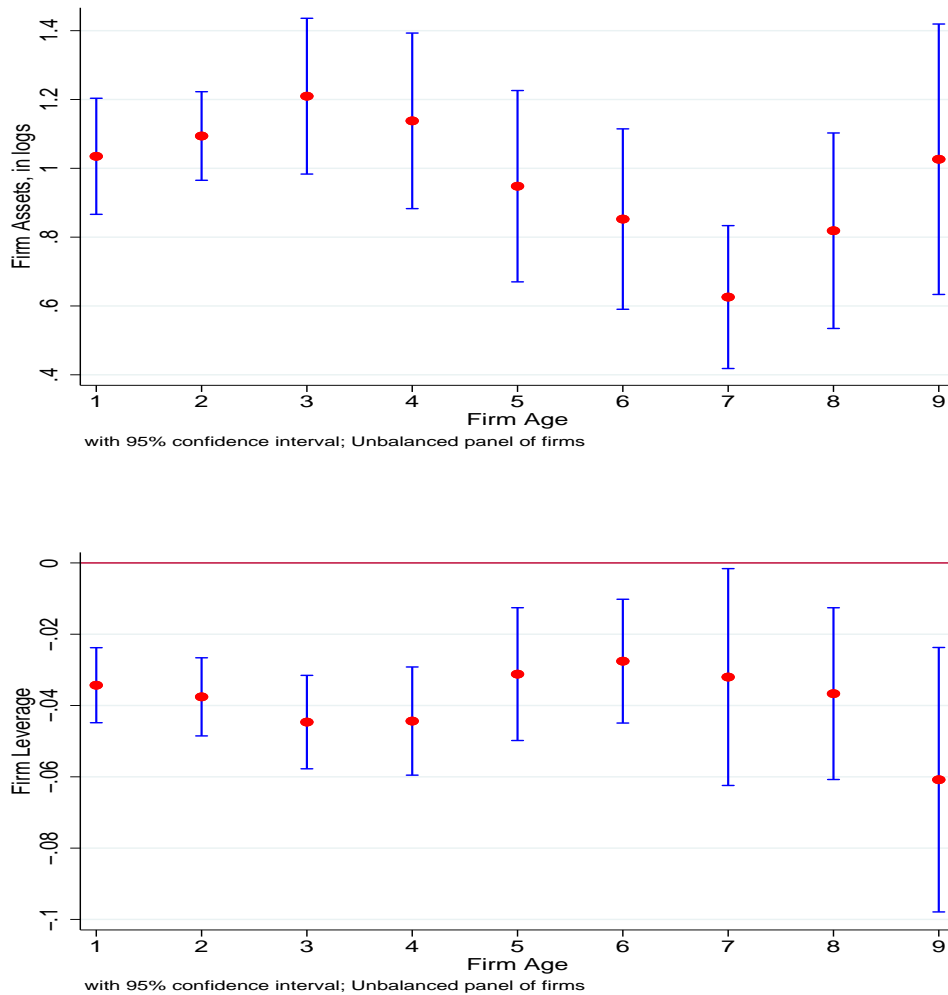 Firm Assets, in logs
1.4
1.2
1
.8
.6
.4
1 2 3 4 5 6 7 8 9
Firm Age
with 95% confidence interval; Unbalanced panel of firms
Firm Leverage
0
-.02
-.04
-.06
-.08
-.1
1 2 3 4 5 6 7 8 9
Firm Age
with 95% confidence interval; Unbalanced panel of firms